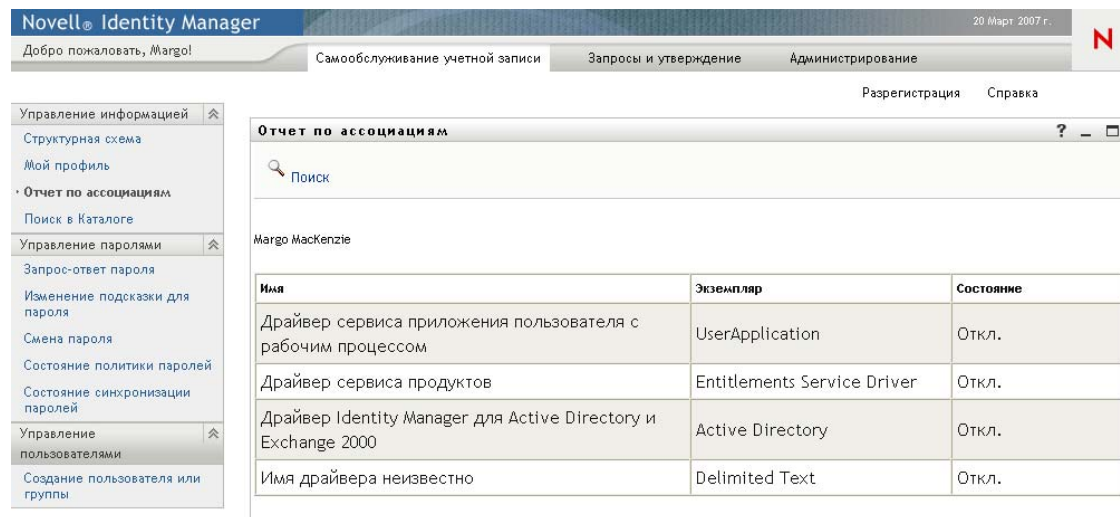 Novell® Identity Manager
20 Март 2007 г.
Добро пожаловать, Margo!
N
Самообслуживание учетной записи
Запросы и утверждение
Администрирование
Разрегистрация
Справка
Управление информацией
Структурная схема
Мой профиль
Отчет по ассоциациям
Поиск в Каталоге
Управление паролями
Запрос-ответ пароля
Изменение подсказки для
пароля
Смена пароля
Состояние политики паролей
Состояние синхронизации
паролей
Управление
пользователями
Создание пользователя или
группы
Отчет по ассоциациям
?
Поиск
Margo MacKenzie
Имя
Экземпляр
Состояние
Драйвер сервиса приложения пользователя с
рабочим процессом
UserApplication
Откл.
Драйвер сервиса продуктов
Entitlements Service Driver
Откл.
Драйвер Identity Manager для Active Directory и
Exchange 2000
Active Directory
Откл.
Имя драйвера неизвестно
Delimited Text
Откл.